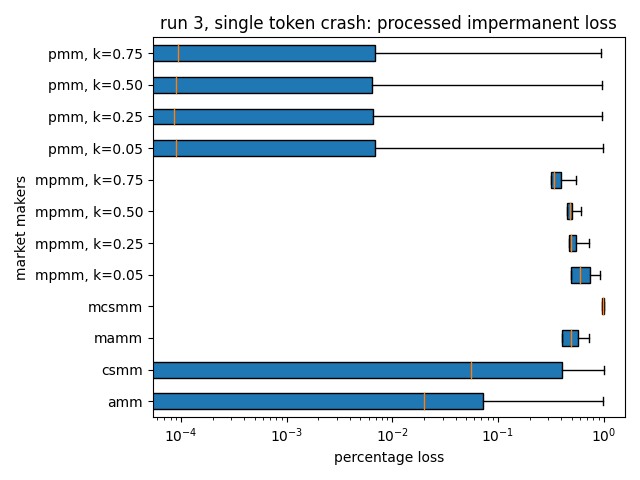 run 3, single token crash: processed impermanent loss
pmm, k=0.75
pmm, k=0.50
pmm, k=0.25
pmm, k=0.05
mpmm, k=0.75
mpmm, k=0.50
mpmm, k=0.25
mpmm, k=0.05
mcsmm
mamm
csmm
amm
market makers
10⁻⁴ 10⁻³ 10⁻² 10⁻¹ 10⁰
percentage loss